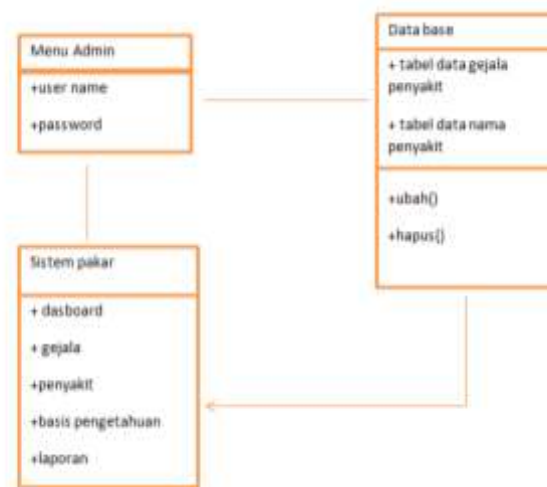 Menu Admin
+user name
+password
Data base
+ tabel data gejala
penyakit
+ tabel data nama
penyakit
+ubah()
+hapus()
Sistem pakar
+ dasboard
+ gejala
+penyakit
+basis pengetahuan
+laporan